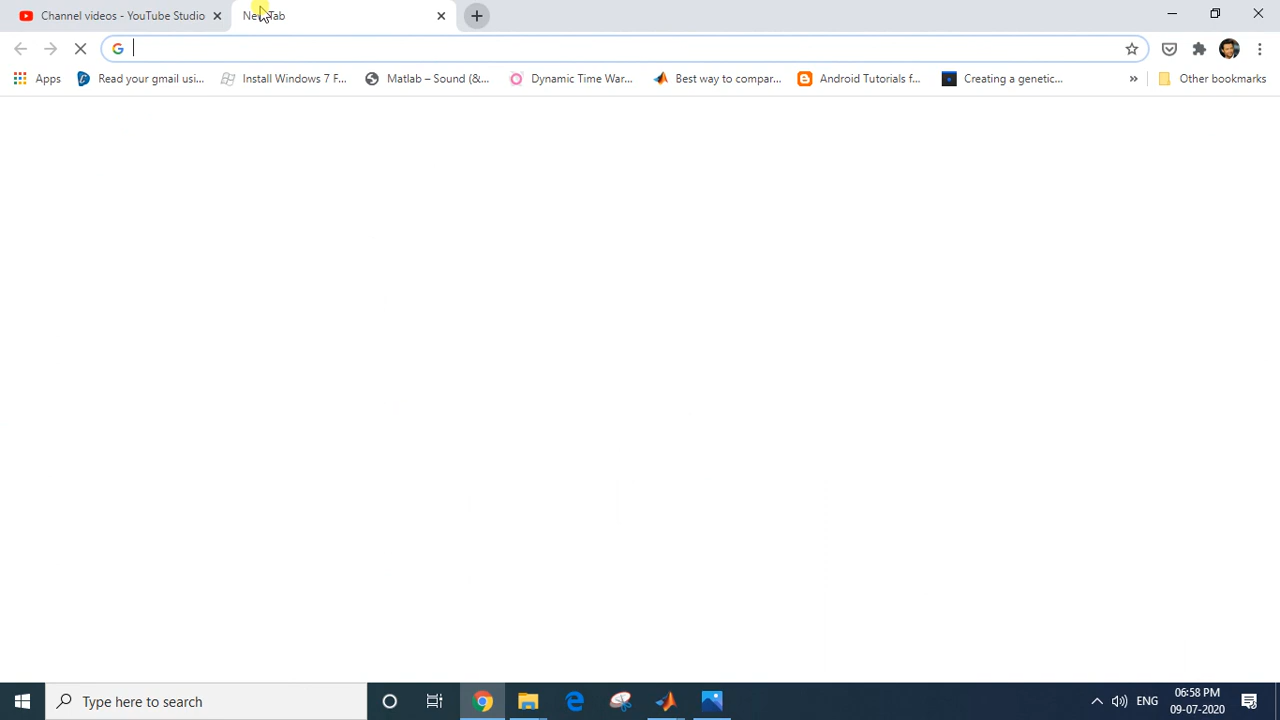 Channel videos - YouTube Studio
Tab
Apps
Read your gmail usi...
Install Windows 7 F...
Matlab – Sound (&...
Dynamic Time War...
Best way to compar...
Android Tutorials f...
Creating a genetic...
»
Other bookmarks
Type here to search
ENG
06:58 PM
09-07-2020